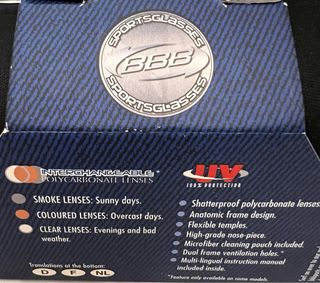 SPORTSGLASSES
BBB
SPORTSGLASSES
INTERCHANGEABLE*
POLYCARBONATE LENSES
SMOKE LENSES: Sunny days.
COLOURED LENSES: Overcast days.
CLEAR LENSES: Evenings and bad
weather.
Translations at the bottom:
D F NL
UV
100% PROTECTION
• Shatterproof polycarbonate lenses
• Anatomic frame design.
• Flexible temples.
• High-grade nose-piece.
• Microfiber cleaning pouch included.
• Dual frame ventilation holes.*
• Multi-lingual instruction manual
included inside.
*Feature only available on some models.